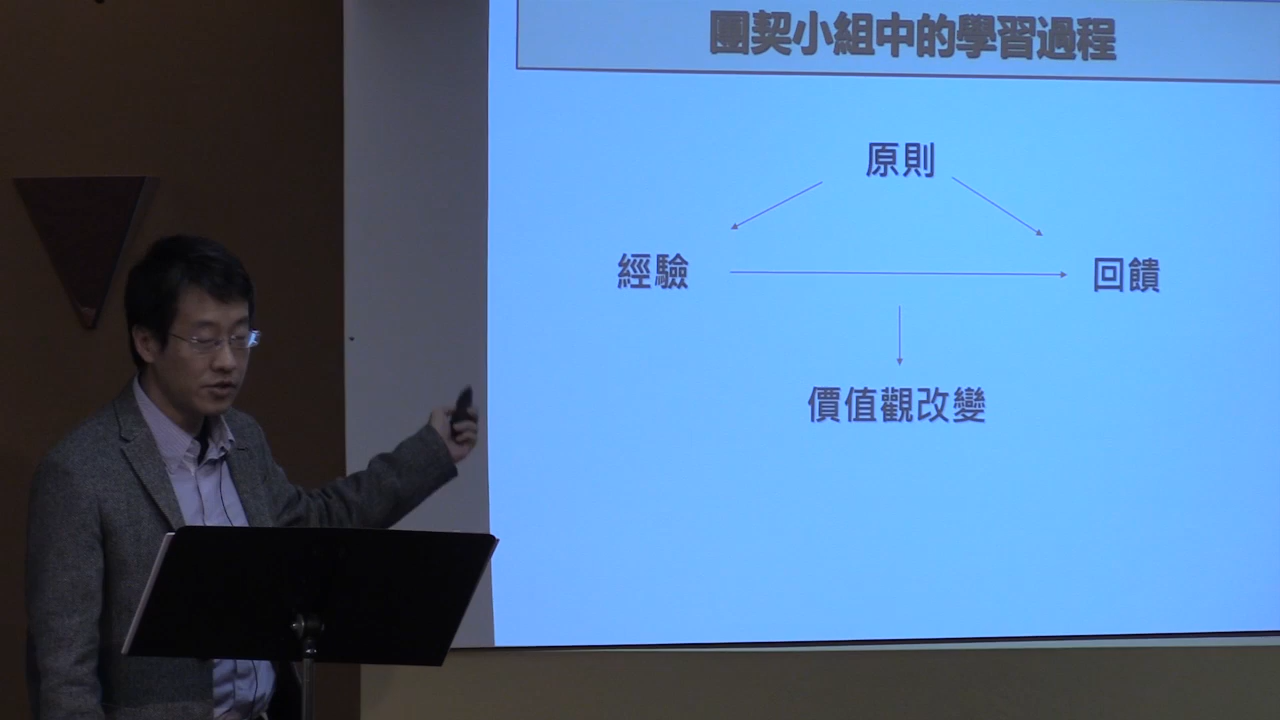 團契小組中的學習過程
原則
經驗
回饋
價值觀改變